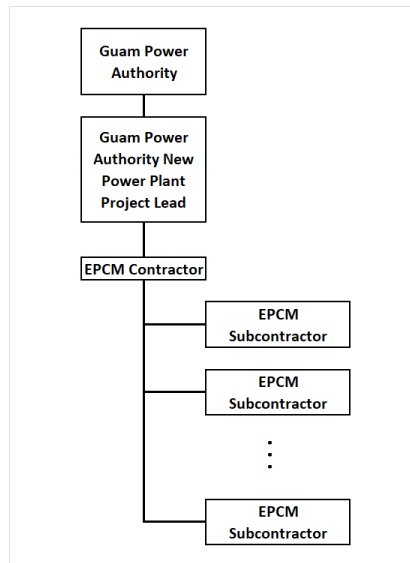 Guam Power
Authority
Guam Power
Authority New
Power Plant
Project Lead
EPCM Contractor
EPCM
Subcontractor
EPCM
Subcontractor
EPCM
Subcontractor